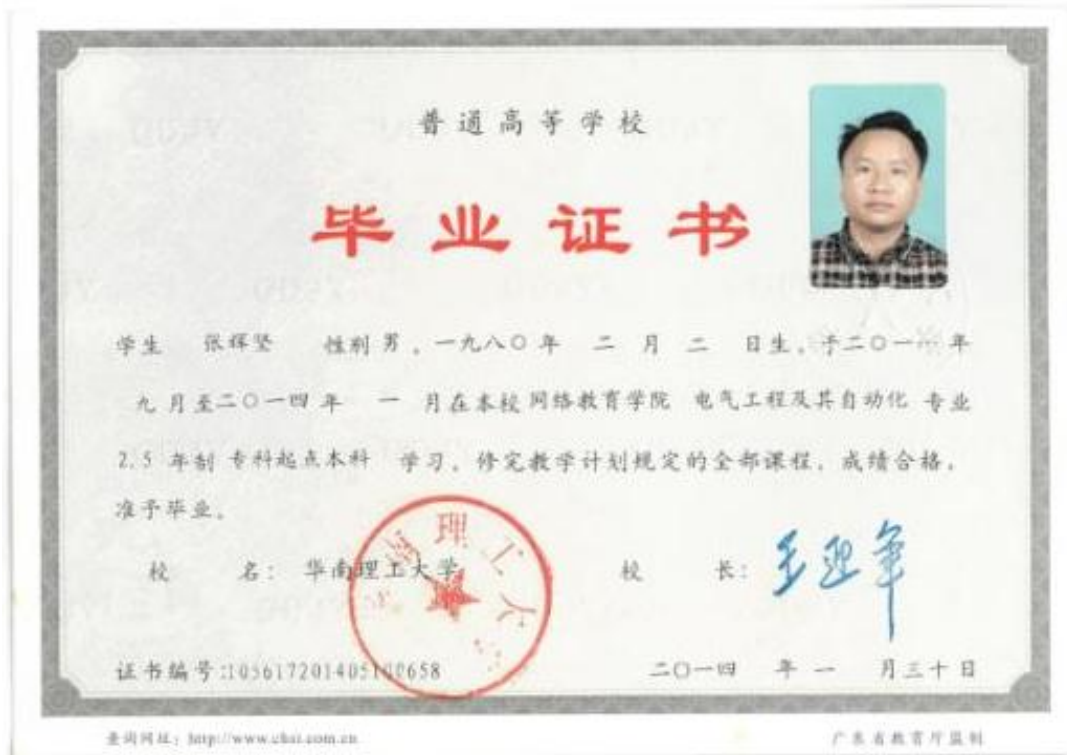 普通高等学校
毕业证书
学生 张辉坚 性别 男，一九八〇年 二 月 二 日生，于二〇一一年
九 月至二〇一四 年 一 月在本校 网络教育学院 电气工程及其自动化 专业
2.5 年制 专科起点本科 学习，修完教学计划规定的全部课程，成绩合格，
准予毕业。
校 名： 华南理工大学 校 长：
证书编号:105617201405100658 二〇一四 年 一 月三十日
查询网址：http://www.chsi.com.cn 广东省教育厅监制